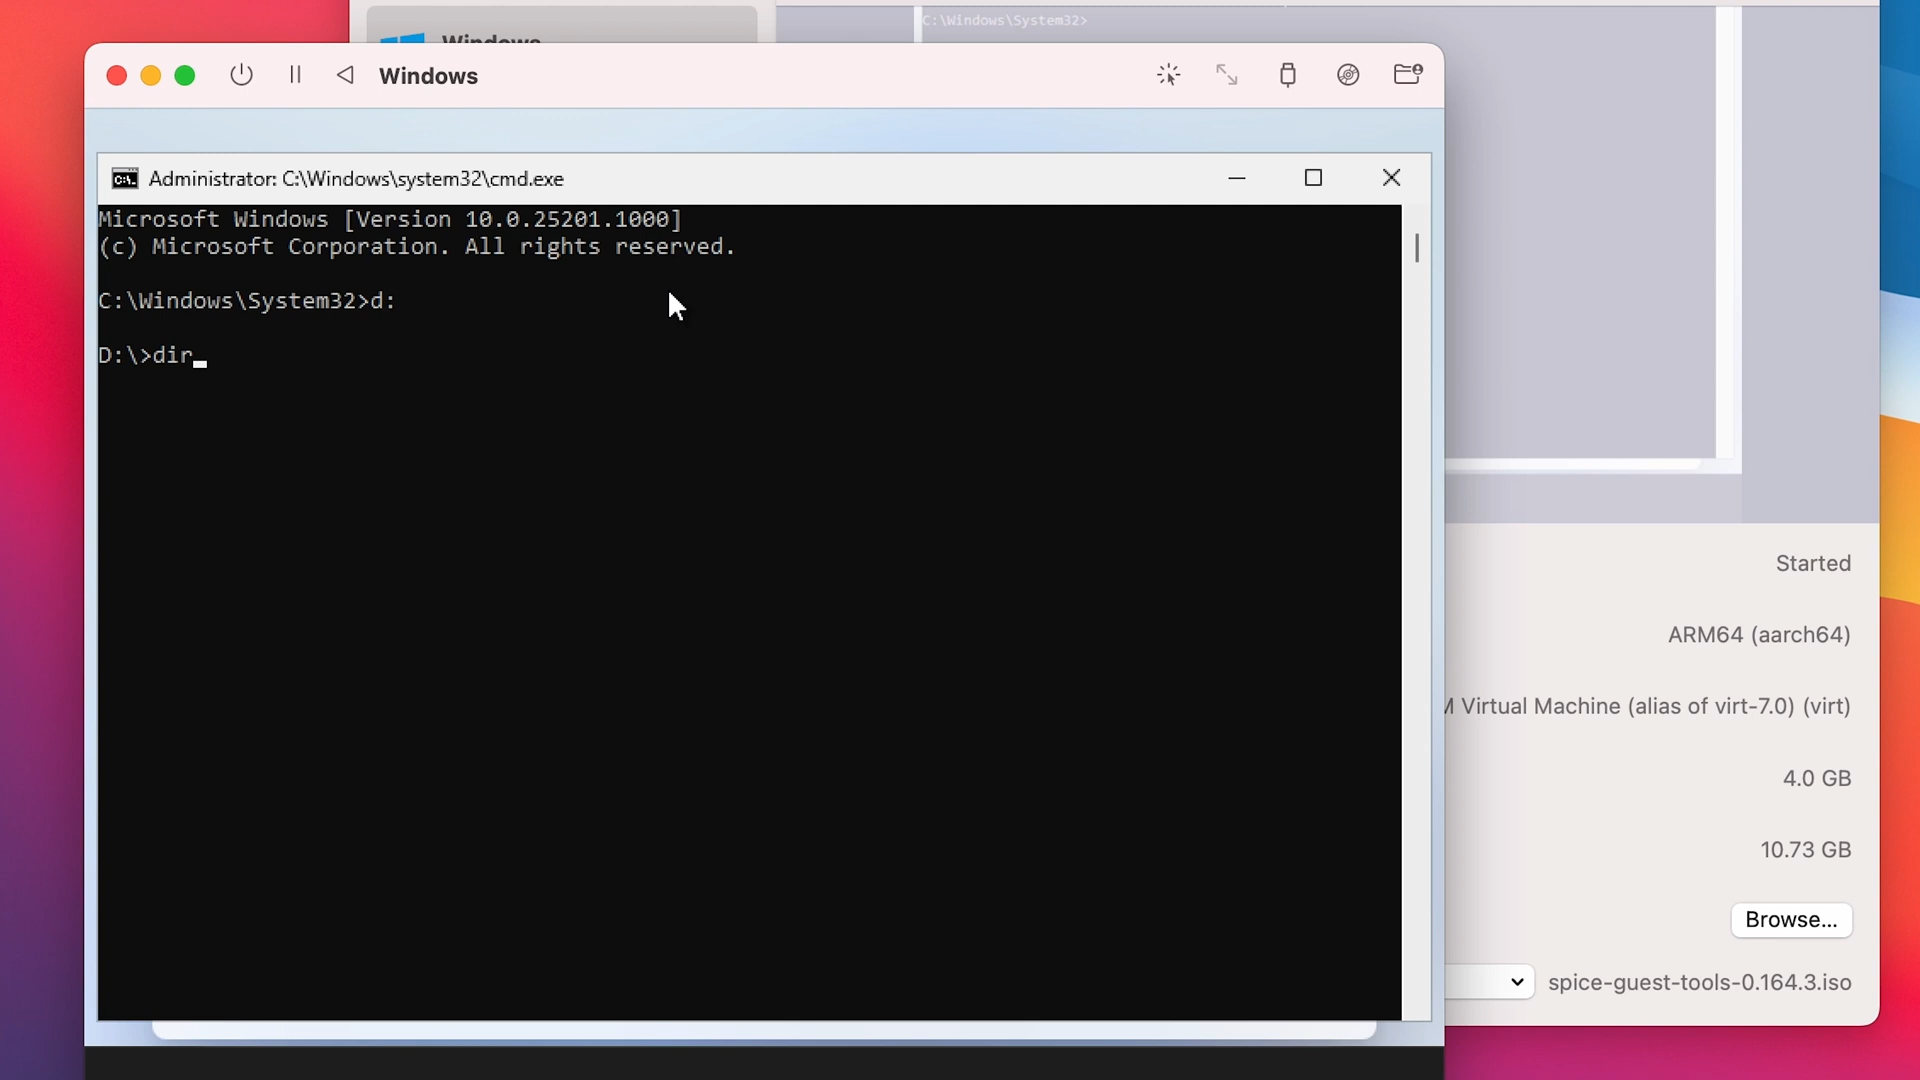 Windows
C:\Windows\System32>
Windows
Administrator: C:\Windows\system32\cmd.exe
Microsoft Windows [Version 10.0.25201.1000]
(c) Microsoft Corporation. All rights reserved.
C:\Windows\System32>d:
D:\>dir
Started
ARM64 (aarch64)
Virtual Machine (alias of virt-7.0) (virt)
4.0 GB
10.73 GB
Browse...
spice-guest-tools-0.164.3.iso